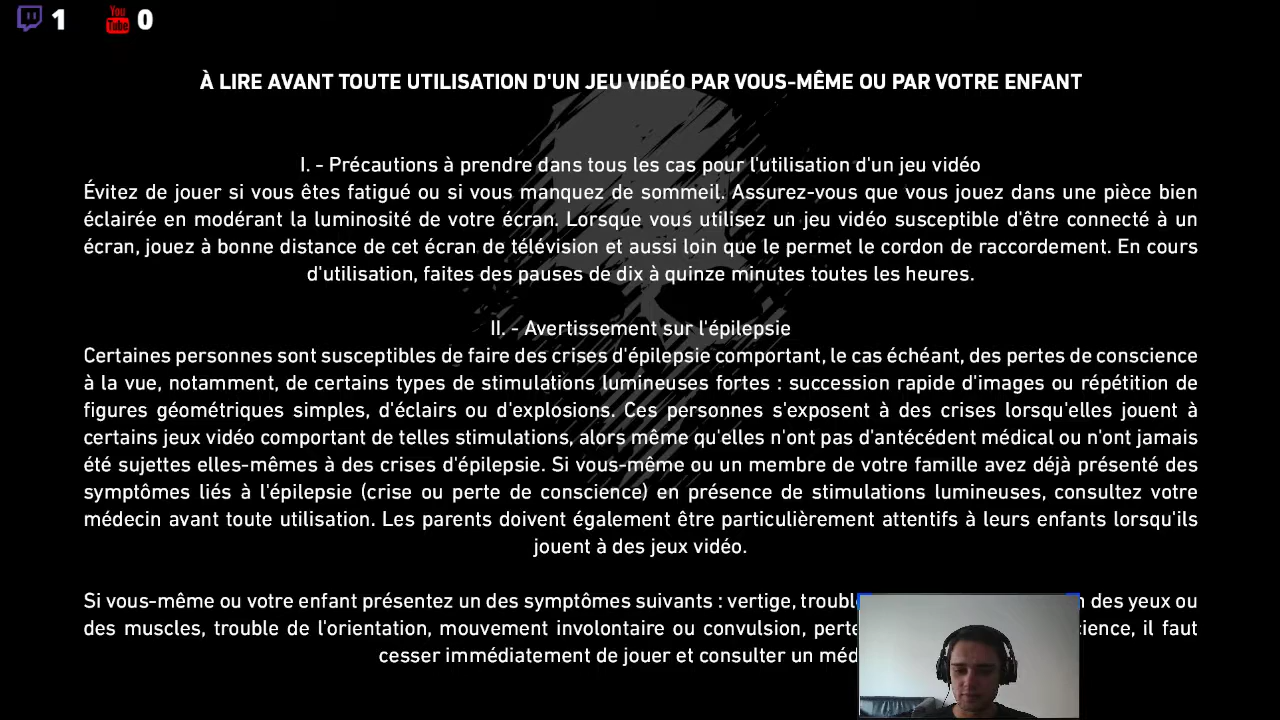 1
You Tube 0
À LIRE AVANT TOUTE UTILISATION D'UN JEU VIDÉO PAR VOUS-MÊME OU PAR VOTRE ENFANT
I. - Précautions à prendre dans tous les cas pour l'utilisation d'un jeu vidéo
Évitez de jouer si vous êtes fatigué ou si vous manquez de sommeil. Assurez-vous que vous jouez dans une pièce bien
éclairée en modérant la luminosité de votre écran. Lorsque vous utilisez un jeu vidéo susceptible d'être connecté à un
écran, jouez à bonne distance de cet écran de télévision et aussi loin que le permet le cordon de raccordement. En cours
d'utilisation, faites des pauses de dix à quinze minutes toutes les heures.
II. - Avertissement sur l'épilepsie
Certaines personnes sont susceptibles de faire des crises d'épilepsie comportant, le cas échéant, des pertes de conscience
à la vue, notamment, de certains types de stimulations lumineuses fortes : succession rapide d'images ou répétition de
figures géométriques simples, d'éclairs ou d'explosions. Ces personnes s'exposent à des crises lorsqu'elles jouent à
certains jeux vidéo comportant de telles stimulations, alors même qu'elles n'ont pas d'antécédent médical ou n'ont jamais
été sujettes elles-mêmes à des crises d'épilepsie. Si vous-même ou un membre de votre famille avez déjà présenté des
symptômes liés à l'épilepsie (crise ou perte de conscience) en présence de stimulations lumineuses, consultez votre
médecin avant toute utilisation. Les parents doivent également être particulièrement attentifs à leurs enfants lorsqu'ils
jouent à des jeux vidéo.
Si vous-même ou votre enfant présentez un des symptômes suivants : vertige, des yeux ou
des muscles, trouble de l'orientation, mouvement involontaire ou convulsion, il faut
cesser immédiatement de jouer et consulter un